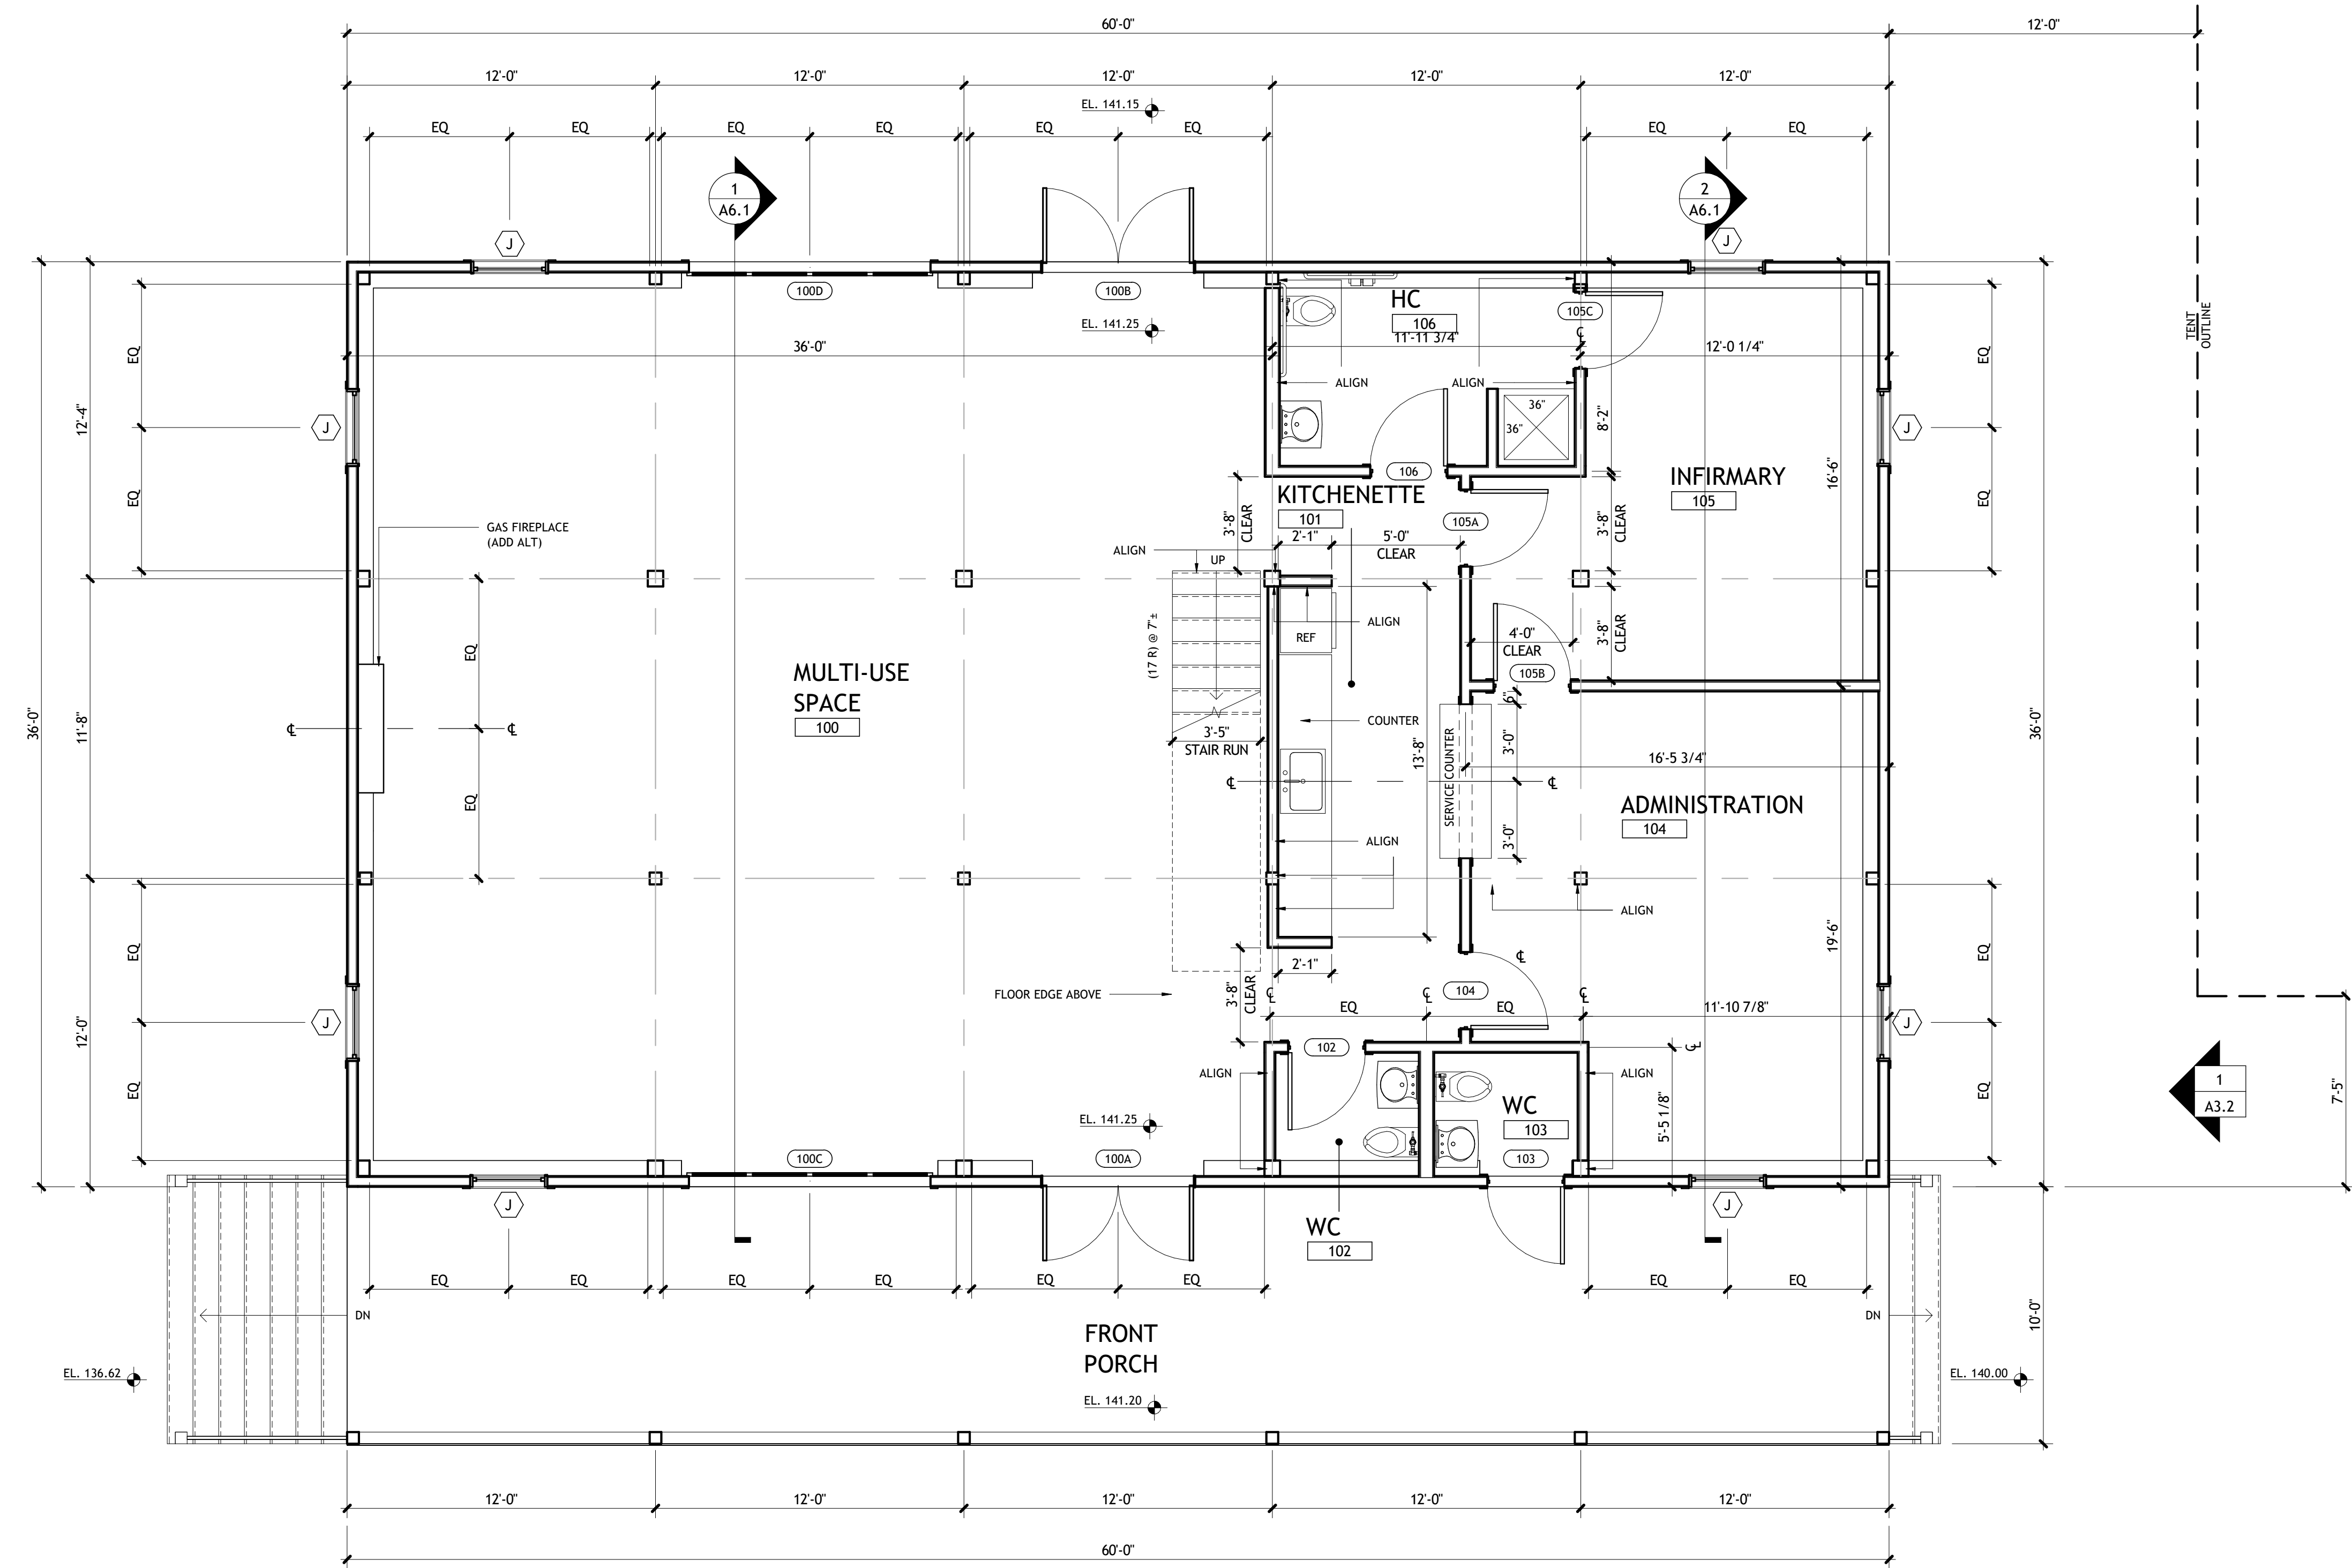 60'-0"
12'-0"
12'-0"
12'-0"
12'-0"
12'-0"
12'-0"
EL. 141.15
EQ
EQ
EQ
EQ
EQ
EQ
EQ
EQ
1
A6.1
2
A6.1
J
J
100D
100B
HC
106
11'-11 3/4"
105C
℄
EL. 141.25
TENT
OUTLINE
36'-0"
12'-0 1/4"
EQ
EQ
ALIGN
ALIGN
36"
36"
8'-2"
12'-4"
J
J
106
INFIRMARY
105
16'-6"
EQ
EQ
KITCHENETTE
101
105A
3'-8"
CLEAR
3'-8"
CLEAR
GAS FIREPLACE
(ADD ALT)
2'-1"
5'-0"
CLEAR
ALIGN
UP
(17 R) @ 7"±
ALIGN
REF
4'-0"
CLEAR
3'-8"
CLEAR
EQ
MULTI-USE
SPACE
100
105B
6"
36'-0"
11'-8"
℄
℄
3'-5"
STAIR RUN
COUNTER
SERVICE COUNTER
13'-8"
3'-0"
36'-0"
16'-5 3/4"
℄
℄
EQ
ADMINISTRATION
104
3'-0"
ALIGN
ALIGN
19'-6"
EQ
EQ
℄
2'-1"
3'-8"
CLEAR
FLOOR EDGE ABOVE
℄
℄
104
℄
EQ
EQ
11'-10 7/8"
12'-0"
J
J
102
℄
ALIGN
ALIGN
EQ
EQ
WC
103
5'-5 1/8"
1
A3.2
7'-5"
EL. 141.25
100C
100A
103
J
J
WC
102
EQ
EQ
EQ
EQ
EQ
EQ
EQ
EQ
DN
DN
FRONT
PORCH
10'-0"
EL. 136.62
EL. 140.00
EL. 141.20
12'-0"
12'-0"
12'-0"
12'-0"
12'-0"
60'-0"